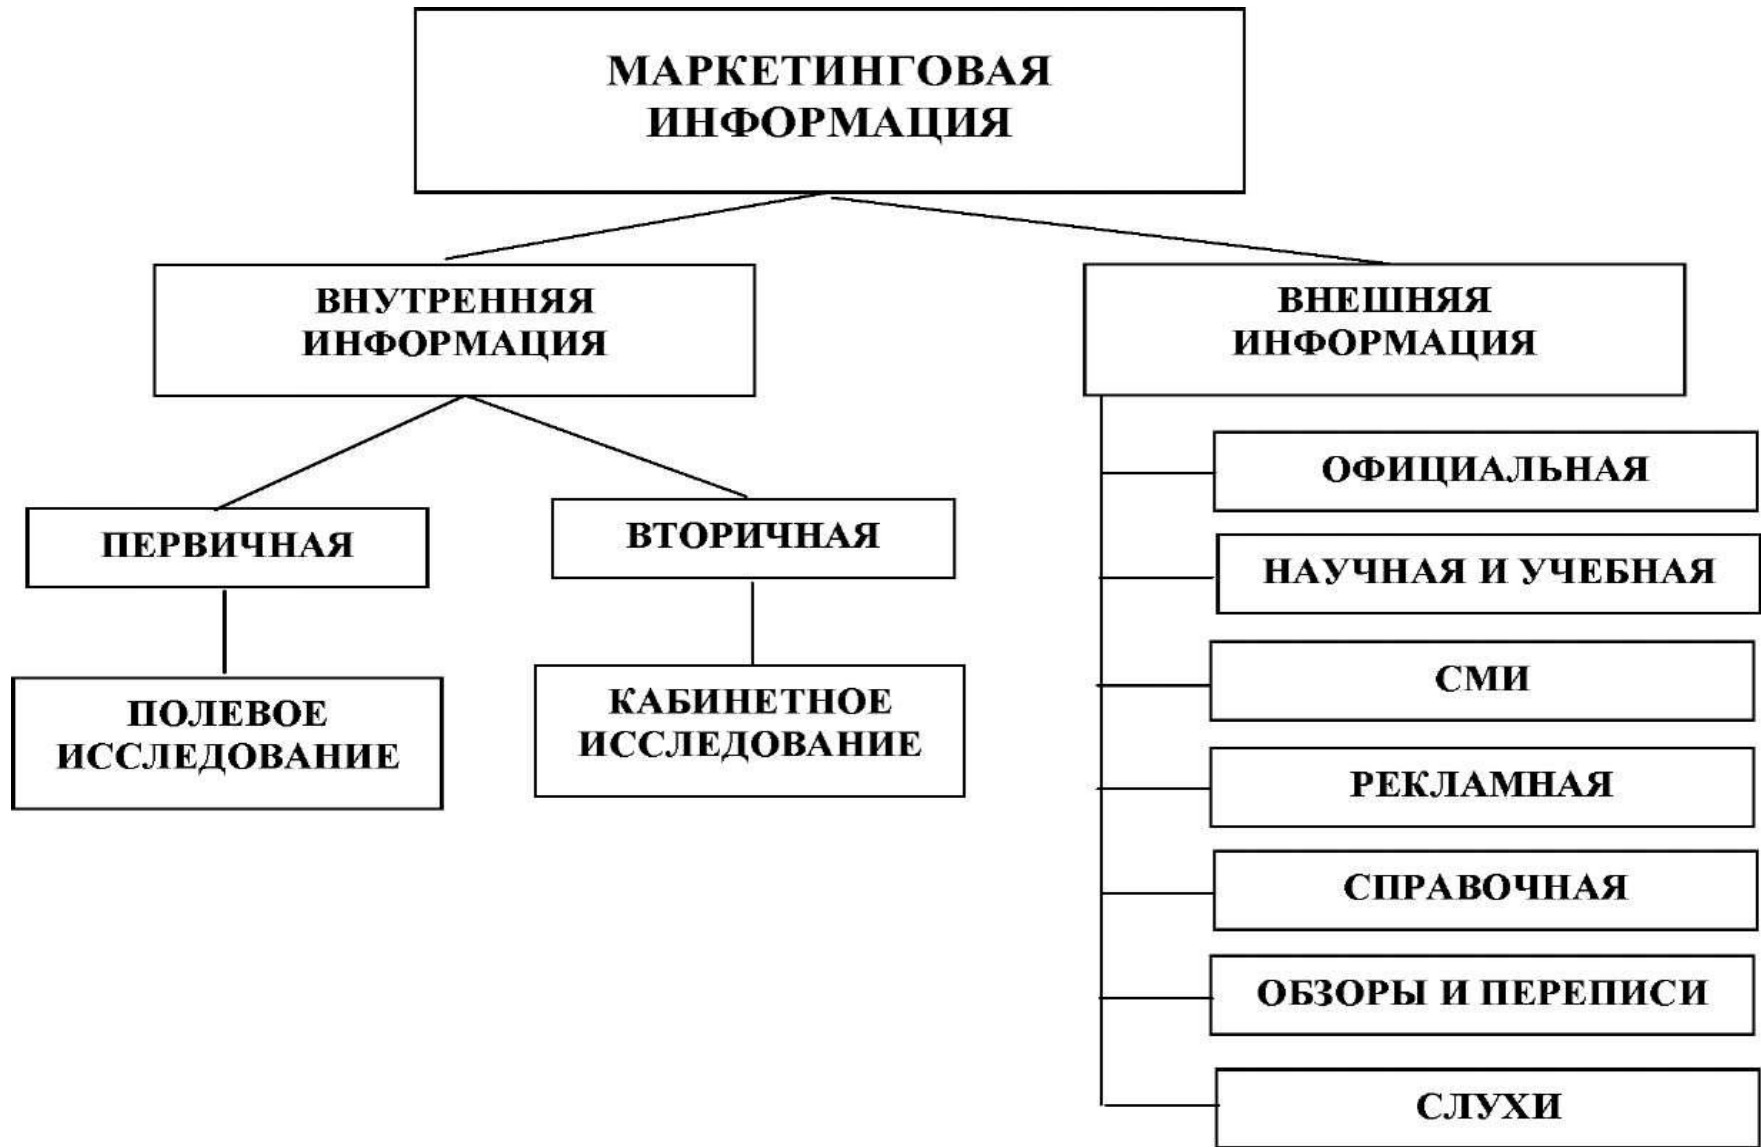 МАРКЕТИНГОВАЯ
ИНФОРМАЦИЯ
ВНУТРЕННЯЯ
ИНФОРМАЦИЯ
ВНЕШНЯЯ
ИНФОРМАЦИЯ
ПЕРВИЧНАЯ
ВТОРИЧНАЯ
ПОЛЕВОЕ
ИССЛЕДОВАНИЕ
КАБИНЕТНОЕ
ИССЛЕДОВАНИЕ
ОФИЦИАЛЬНАЯ
НАУЧНАЯ И УЧЕБНАЯ
СМИ
РЕКЛАМНАЯ
СПРАВОЧНАЯ
ОБЗОРЫ И ПЕРЕПИСИ
СЛУХИ